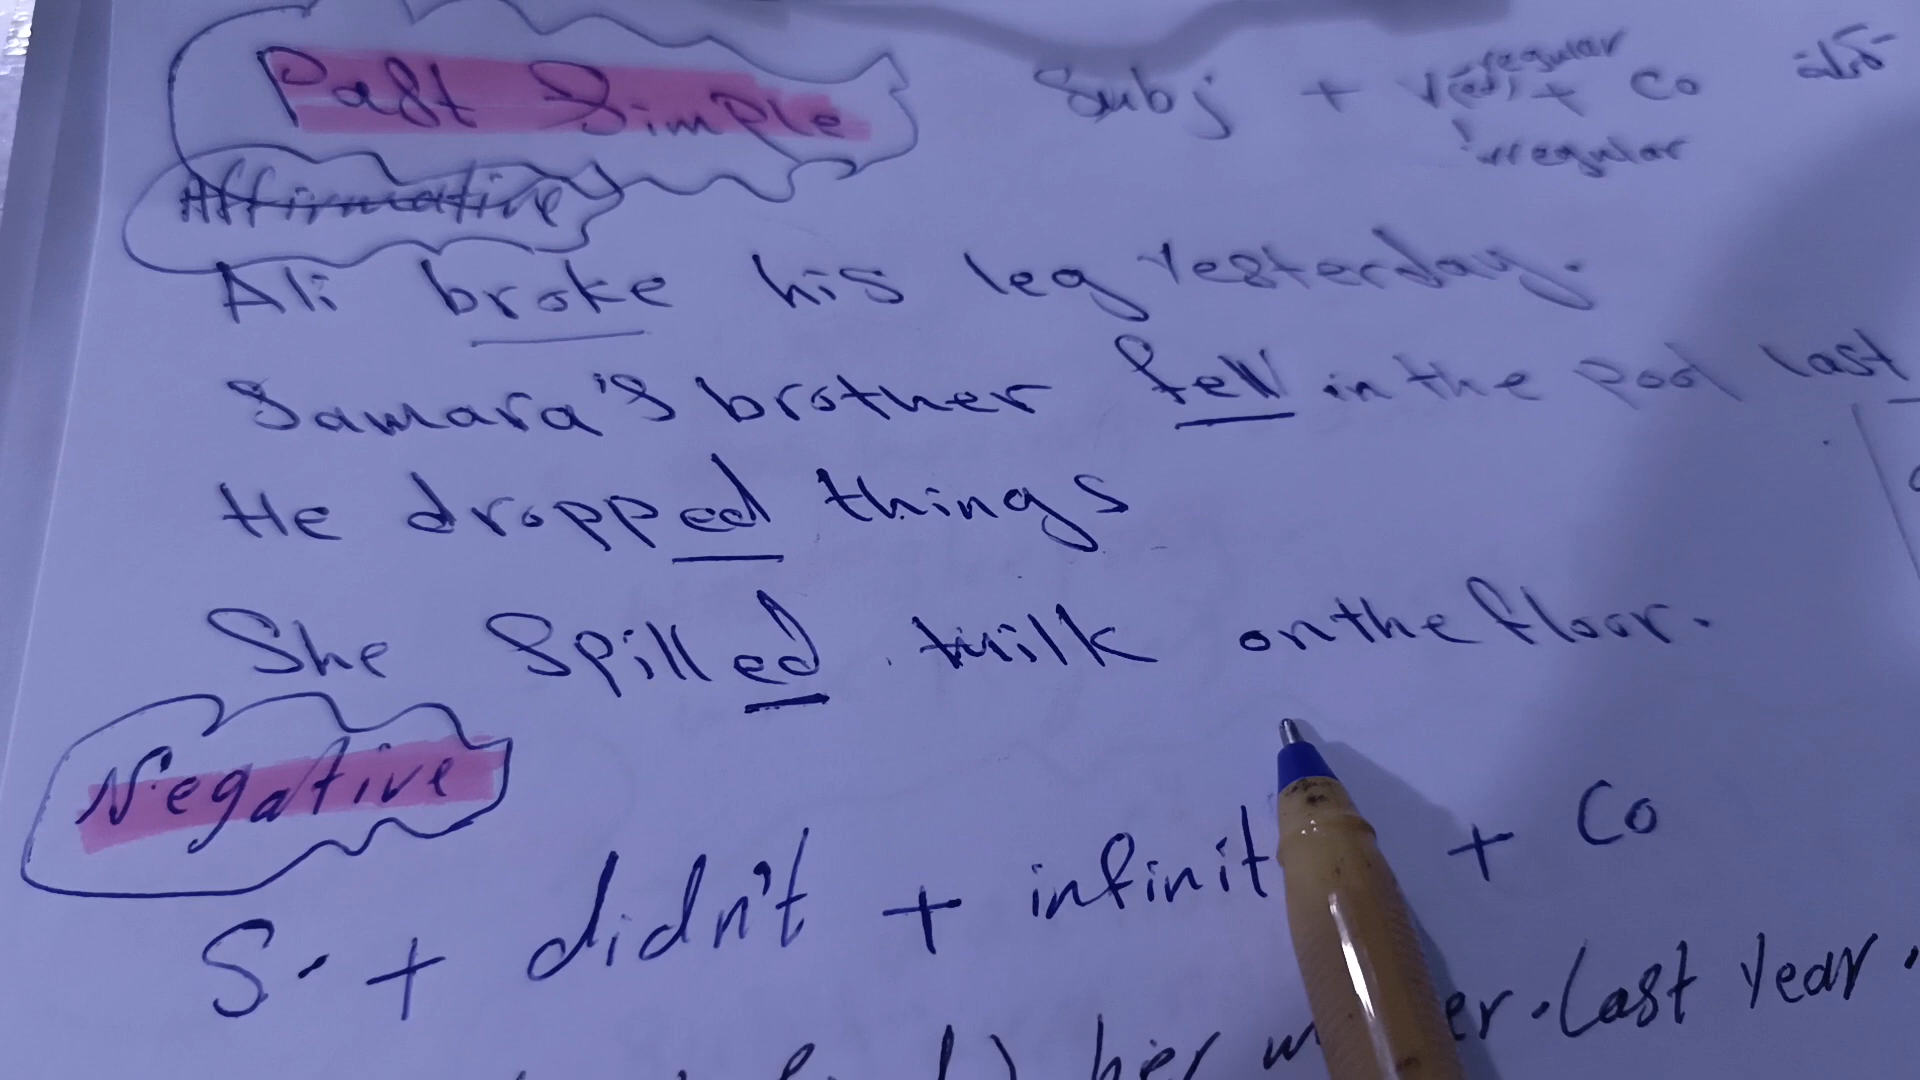 Past Simple Subj + V(ed) + Co
regular
irregular
Affirmative
Ali broke his leg Yesterday.
Samara's brother fell in the pool last
He dropped things
She Spilled milk on the floor.
Negative
S. + didn't + infinit + Co
her last Year.